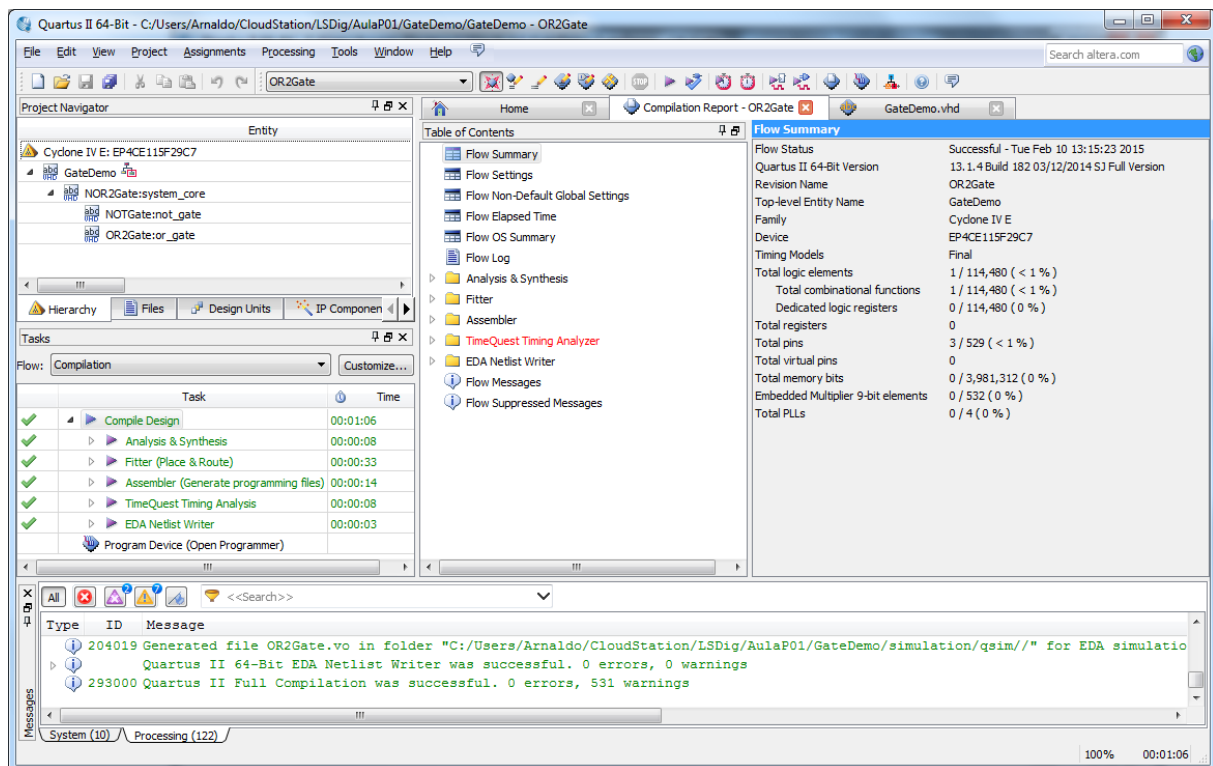 Quartus II 64-Bit - C:/Users/Arnaldo/CloudStation/LSDig/AulaP01/GateDemo/GateDemo - OR2Gate
File Edit View Project Assignments Processing Tools Window Help
Search altera.com
OR2Gate
STOP
Project Navigator
Entity
Cyclone IV E: EP4CE115F29C7
GateDemo
NOR2Gate:system_core
NOTGate:not_gate
OR2Gate:or_gate
Hierarchy Files Design Units IP Componen
Tasks
Flow: Compilation Customize...
Task Time
Compile Design 00:01:06
Analysis & Synthesis 00:00:08
Fitter (Place & Route) 00:00:33
Assembler (Generate programming files) 00:00:14
TimeQuest Timing Analysis 00:00:08
EDA Netlist Writer 00:00:03
Program Device (Open Programmer)
Home Compilation Report - OR2Gate GateDemo.vhd
Table of Contents
Flow Summary
Flow Settings
Flow Non-Default Global Settings
Flow Elapsed Time
Flow OS Summary
Flow Log
Analysis & Synthesis
Fitter
Assembler
TimeQuest Timing Analyzer
EDA Netlist Writer
Flow Messages
Flow Suppressed Messages
Flow Summary
Flow Status Successful - Tue Feb 10 13:15:23 2015
Quartus II 64-Bit Version 13.1.4 Build 182 03/12/2014 SJ Full Version
Revision Name OR2Gate
Top-level Entity Name GateDemo
Family Cyclone IV E
Device EP4CE115F29C7
Timing Models Final
Total logic elements 1 / 114,480 ( < 1 % )
Total combinational functions 1 / 114,480 ( < 1 % )
Dedicated logic registers 0 / 114,480 ( 0 % )
Total registers 0
Total pins 3 / 529 ( < 1 % )
Total virtual pins 0
Total memory bits 0 / 3,981,312 ( 0 % )
Embedded Multiplier 9-bit elements 0 / 532 ( 0 % )
Total PLLs 0 / 4 ( 0 % )
All <<Search>>
Type ID Message
204019 Generated file OR2Gate.vo in folder "C:/Users/Arnaldo/CloudStation/LSDig/AulaP01/GateDemo/simulation/qsim//" for EDA simulatio
Quartus II 64-Bit EDA Netlist Writer was successful. 0 errors, 0 warnings
293000 Quartus II Full Compilation was successful. 0 errors, 531 warnings
Messages
System (10) Processing (122)
100% 00:01:06